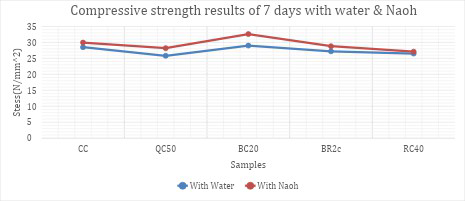 Compressive strength results of 7 days with water & Naoh
35
30
25
20
15
10
5
0
Stess(N/mm^2)
CC QC50 BC20 BR2c RC40
Samples
With Water With Naoh